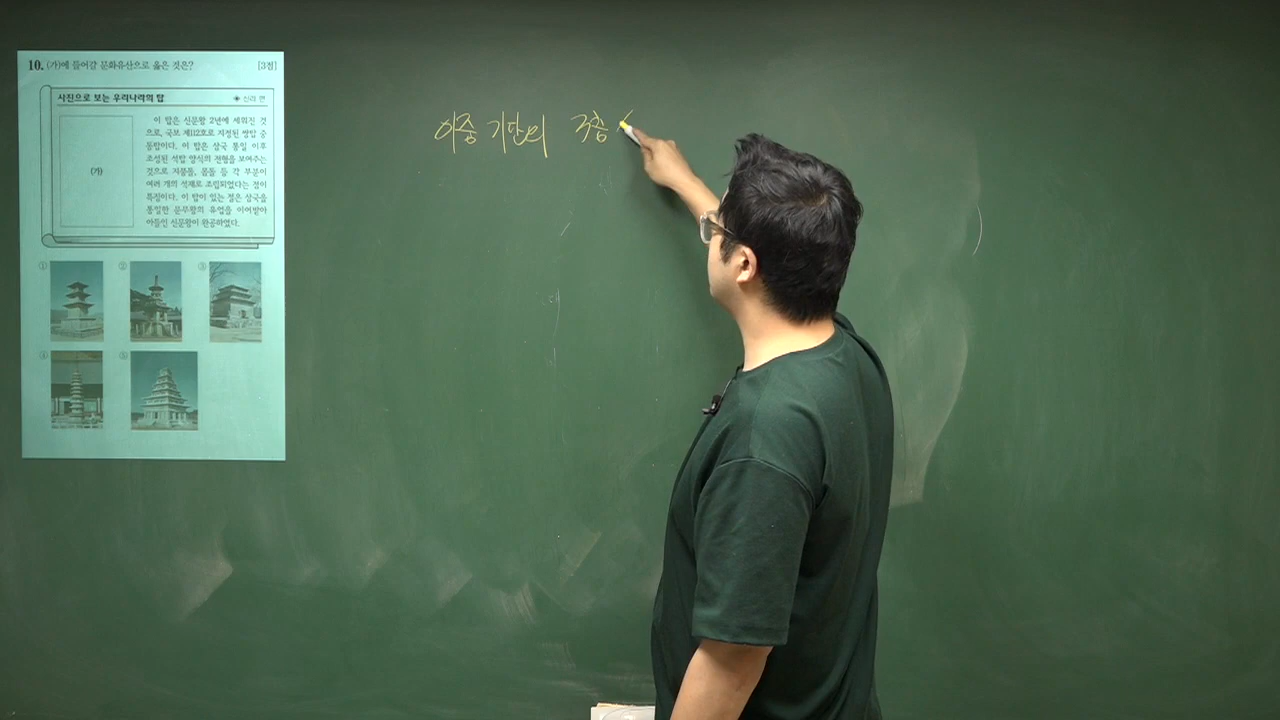 10. (가)에 들어갈 문화유산으로 옳은 것은? [3점]
사진으로 보는 우리나라의 탑 ◈ 신라 편
(가)
이 탑은 신문왕 2년에 세워진 것
으로, 국보 제112호로 지정된 쌍탑 중
동탑이다. 이 탑은 삼국 통일 이후
조성된 석탑 양식의 전형을 보여주는
것으로 지붕돌, 몸돌 등 각 부분이
여러 개의 석재로 조립되었다는 점이
특징이다. 이 탑이 있는 절은 삼국을
통일한 문무왕의 유업을 이어받아
아들인 신문왕이 완공하였다.
① ② ③
④ ⑤
이중 기단의 3층